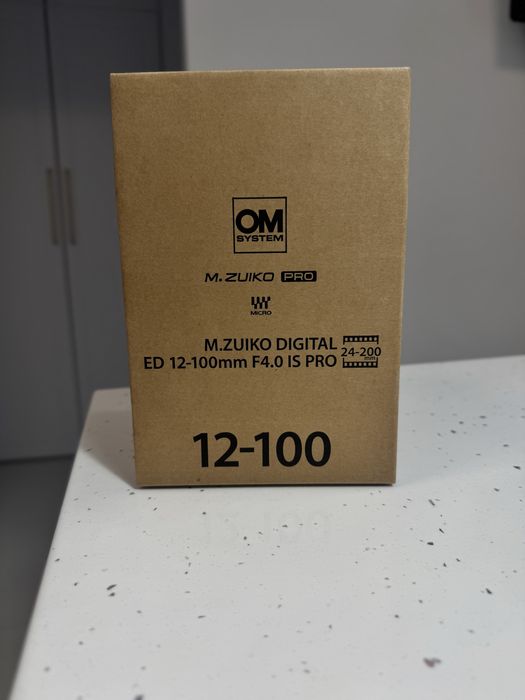 OM
SYSTEM
M.ZUIKO PRO
MICRO
M.ZUIKO DIGITAL
ED 12-100mm F4.0 IS PRO
24-200
mm
12-100